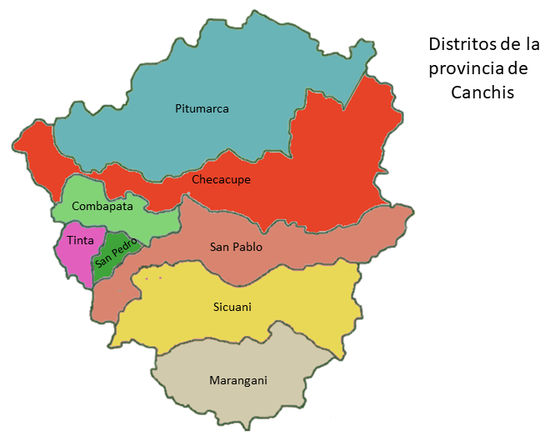 Distritos de la
provincia de
Canchis
Pitumarca
Checacupe
Combapata
Tinta
San Pedro
San Pablo
Sicuani
Marangani